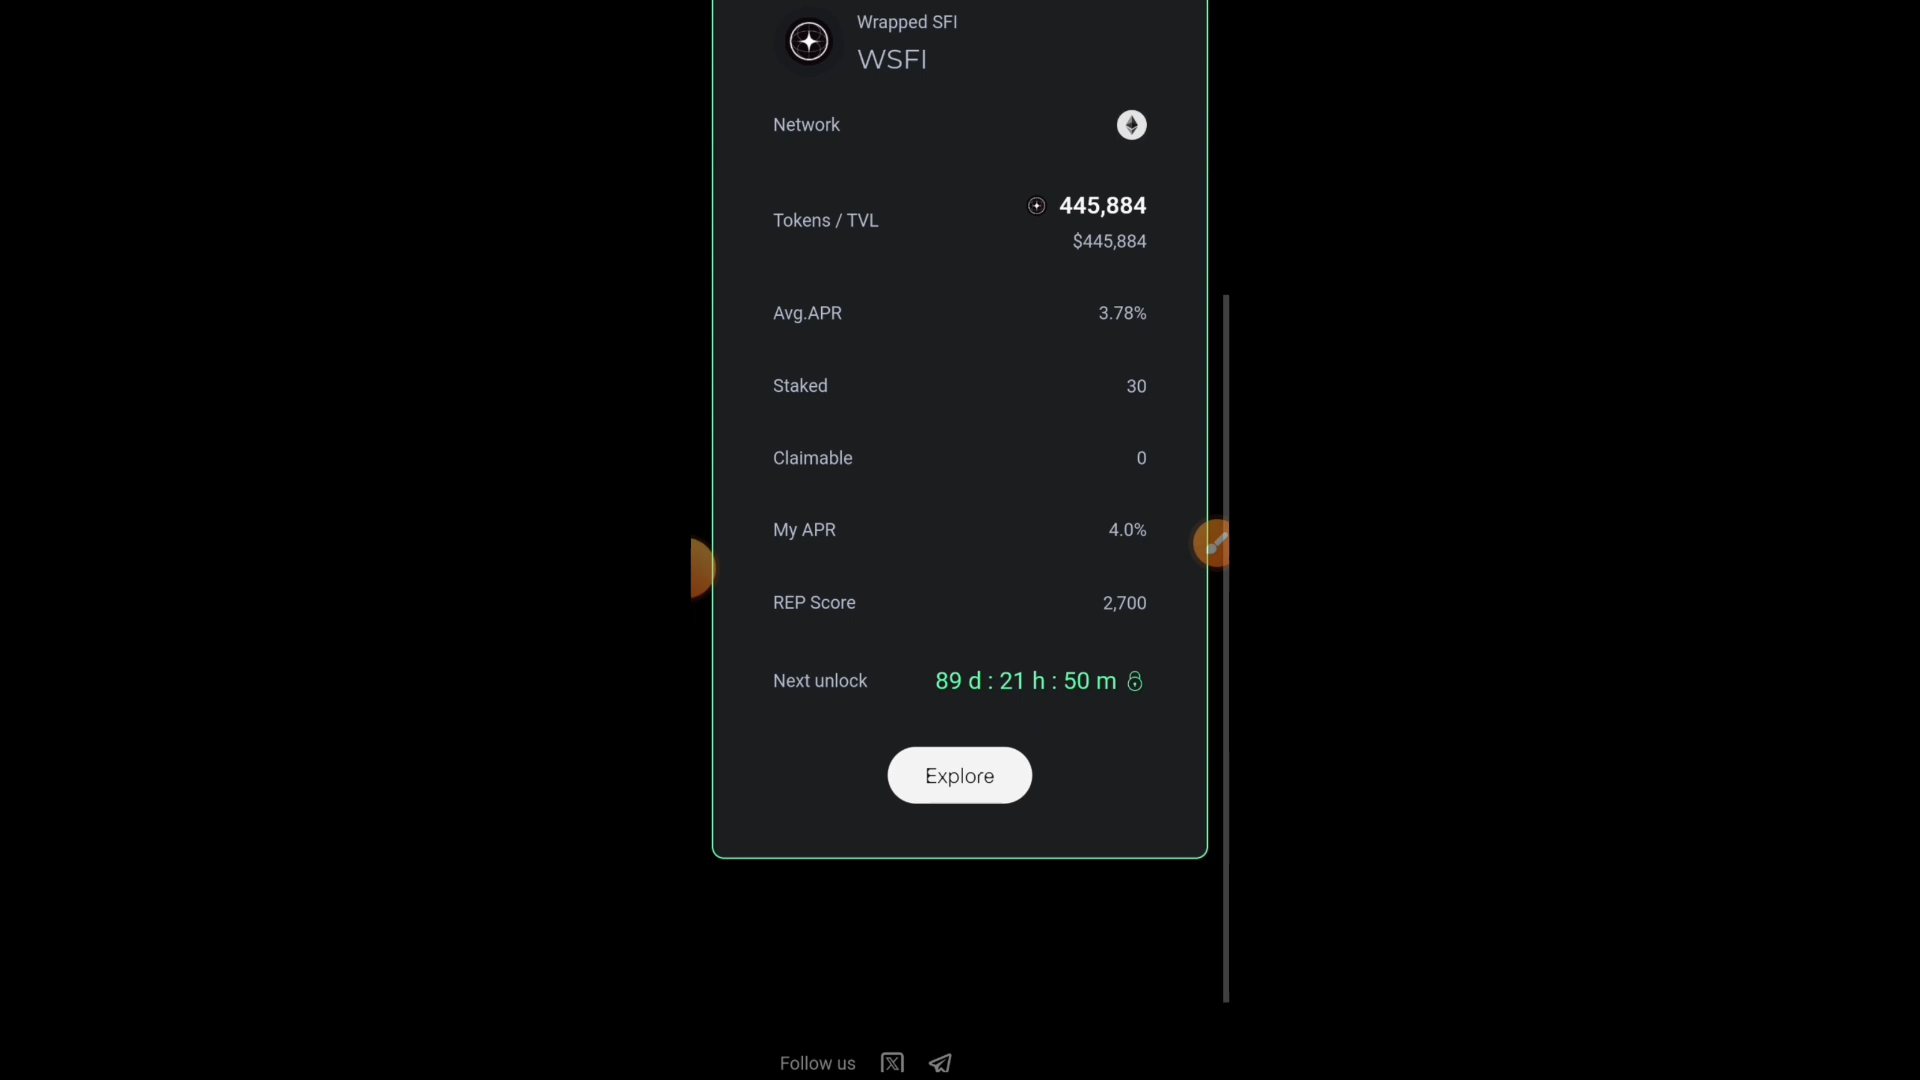 Wrapped SFI
WSFI
Network
Tokens / TVL
445,884
$445,884
Avg.APR
3.78%
Staked
30
Claimable
0
My APR
4.0%
REP Score
2,700
Next unlock
89 d : 21 h : 50 m
Explore
Follow us